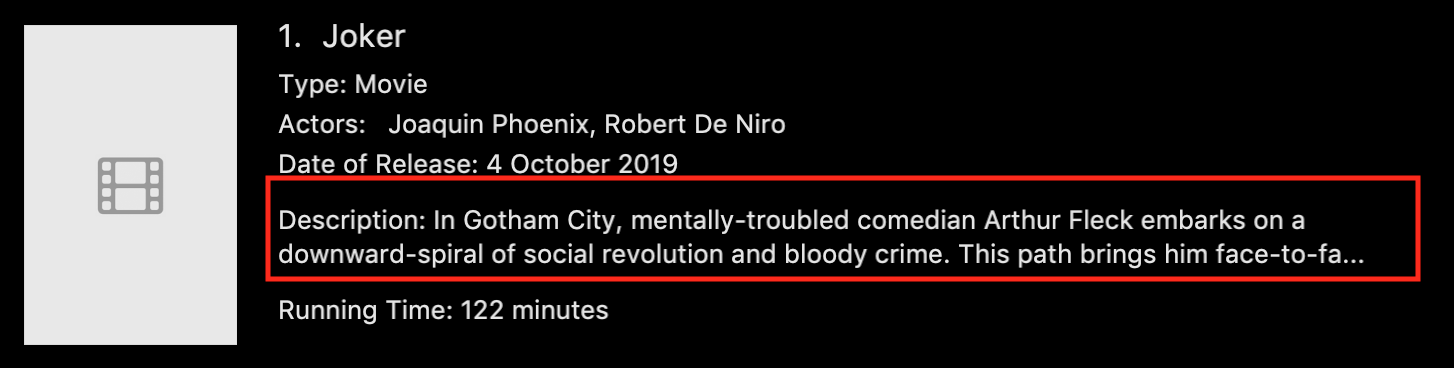 1. Joker
Type: Movie
Actors: Joaquin Phoenix, Robert De Niro
Date of Release: 4 October 2019
Description: In Gotham City, mentally-troubled comedian Arthur Fleck embarks on a
downward-spiral of social revolution and bloody crime. This path brings him face-to-fa...
Running Time: 122 minutes